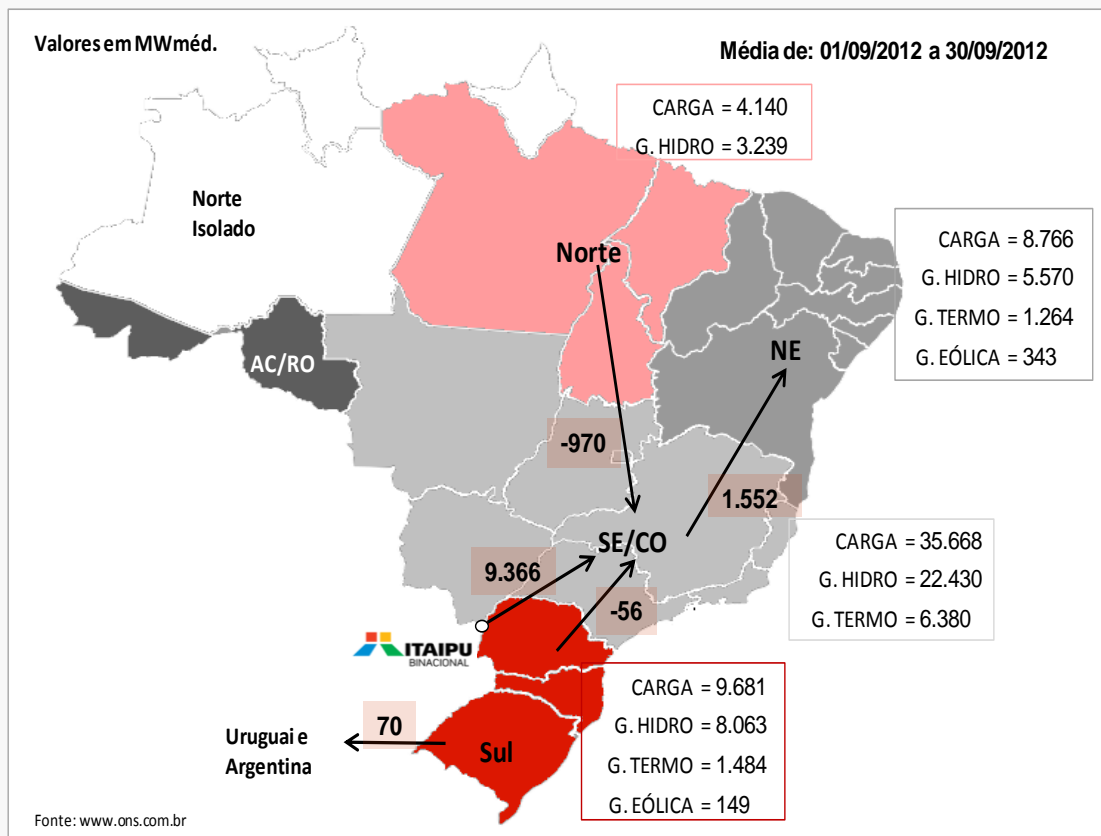 Valores em MWméd.
Média de: 01/09/2012 a 30/09/2012
CARGA = 4.140
G. HIDRO = 3.239
Norte
Isolado
Norte
CARGA = 8.766
G. HIDRO = 5.570
G. TERMO = 1.264
G. EÓLICA = 343
AC/RO
NE
-970
1.552
SE/CO
CARGA = 35.668
G. HIDRO = 22.430
G. TERMO = 6.380
9.366
-56
ITAIPU
BINACIONAL
CARGA = 9.681
G. HIDRO = 8.063
G. TERMO = 1.484
G. EÓLICA = 149
70
Uruguai e
Argentina
Sul
Fonte: www.ons.com.br